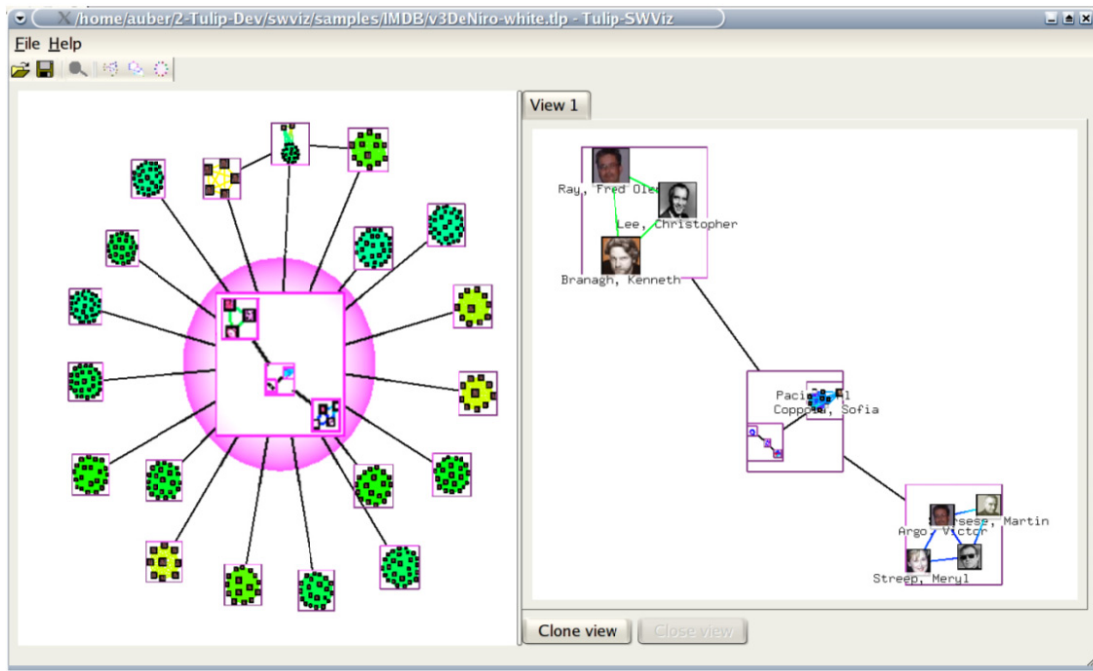 X /home/auber/2-Tulip-Dev/swviz/samples/IMDB/v3DeNiro-white.tlp - Tulip-SWViz
File Help
View 1
Ray, Fred Olen
Lee, Christopher
Branagh, Kenneth
Coppola, Sofia
Martin
Argo, Victor
Streep, Meryl
Clone view
Close view